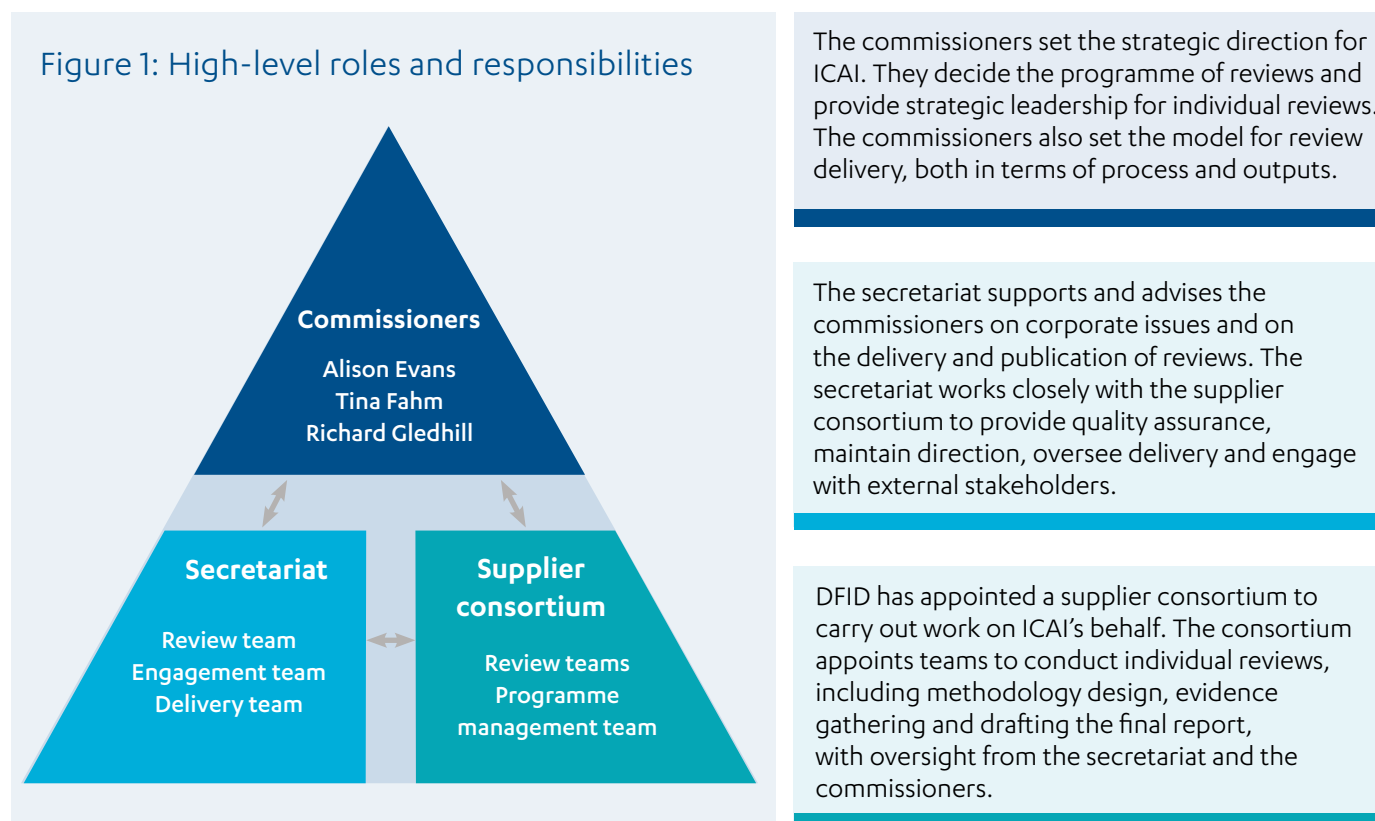 Figure 1: High-level roles and responsibilities
Commissioners
Alison Evans
Tina Fahm
Richard Gledhill
Secretariat
Review team
Engagement team
Delivery team
Supplier
consortium
Review teams
Programme
management team
The commissioners set the strategic direction for
ICAI. They decide the programme of reviews and
provide strategic leadership for individual reviews.
The commissioners also set the model for review
delivery, both in terms of process and outputs.
The secretariat supports and advises the
commissioners on corporate issues and on
the delivery and publication of reviews. The
secretariat works closely with the supplier
consortium to provide quality assurance,
maintain direction, oversee delivery and engage
with external stakeholders.
DFID has appointed a supplier consortium to
carry out work on ICAI’s behalf. The consortium
appoints teams to conduct individual reviews,
including methodology design, evidence
gathering and drafting the final report,
with oversight from the secretariat and the
commissioners.